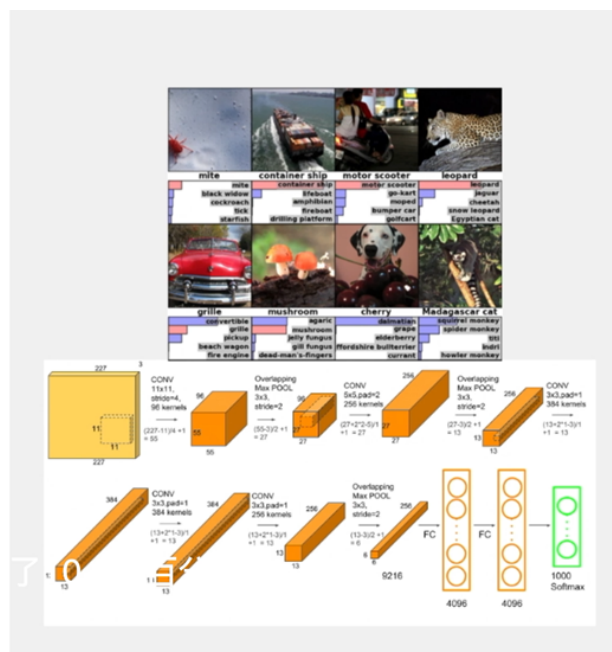 mite container ship motor scooter leopard
mite container ship motor scooter leopard
black widow lifeboat go-kart jaguar
cockroach amphibian moped cheetah
tick fireboat bumper car snow leopard
starfish drilling platform golfcart Egyptian cat
grille mushroom cherry Madagascar cat
convertible agaric dalmatian squirrel monkey
grille mushroom grape spider monkey
pickup jelly fungus elderberry titi
beach wagon gill fungus ffordshire bullterrier indri
fire engine dead-man's-fingers currant howler monkey
227
3
11
11
227
CONV
11x11,
stride=4,
96 kernels
(227-11)/4 +1
= 55
96
55
55
Overlapping
Max POOL
3x3,
stride=2
(55-3)/2 +1
= 27
96
27
27
CONV
5x5,pad=2
256 kernels
(27+2*2-5)/1
+1 = 27
256
27
27
Overlapping
Max POOL
3x3,
stride=2
(27-3)/2 +1
= 13
256
13
13
CONV
3x3,pad=1
384 kernels
(13+2*1-3)/1
+1 = 13
384
13
CONV
3x3,pad=1
384 kernels
(13+2*1-3)/1
+1 = 13
384
13
CONV
3x3,pad=1
256 kernels
(13+2*1-3)/1
+1 = 13
256
13
13
Overlapping
Max POOL
3x3,
stride=2
(13-3)/2 +1
= 6
256
6
6
9216
FC
4096
FC
4096
1000
Softmax
了